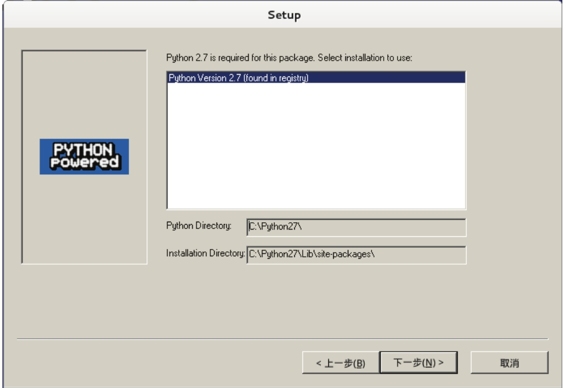 Setup
Python 2.7 is required for this package. Select installation to use:
Python Version 2.7 (found in registry)
PYTHON
Powered
Python Directory: C:\Python27\
Installation Directory: C:\Python27\Lib\site-packages\
< 上一步(B) 下一步(N) > 取消